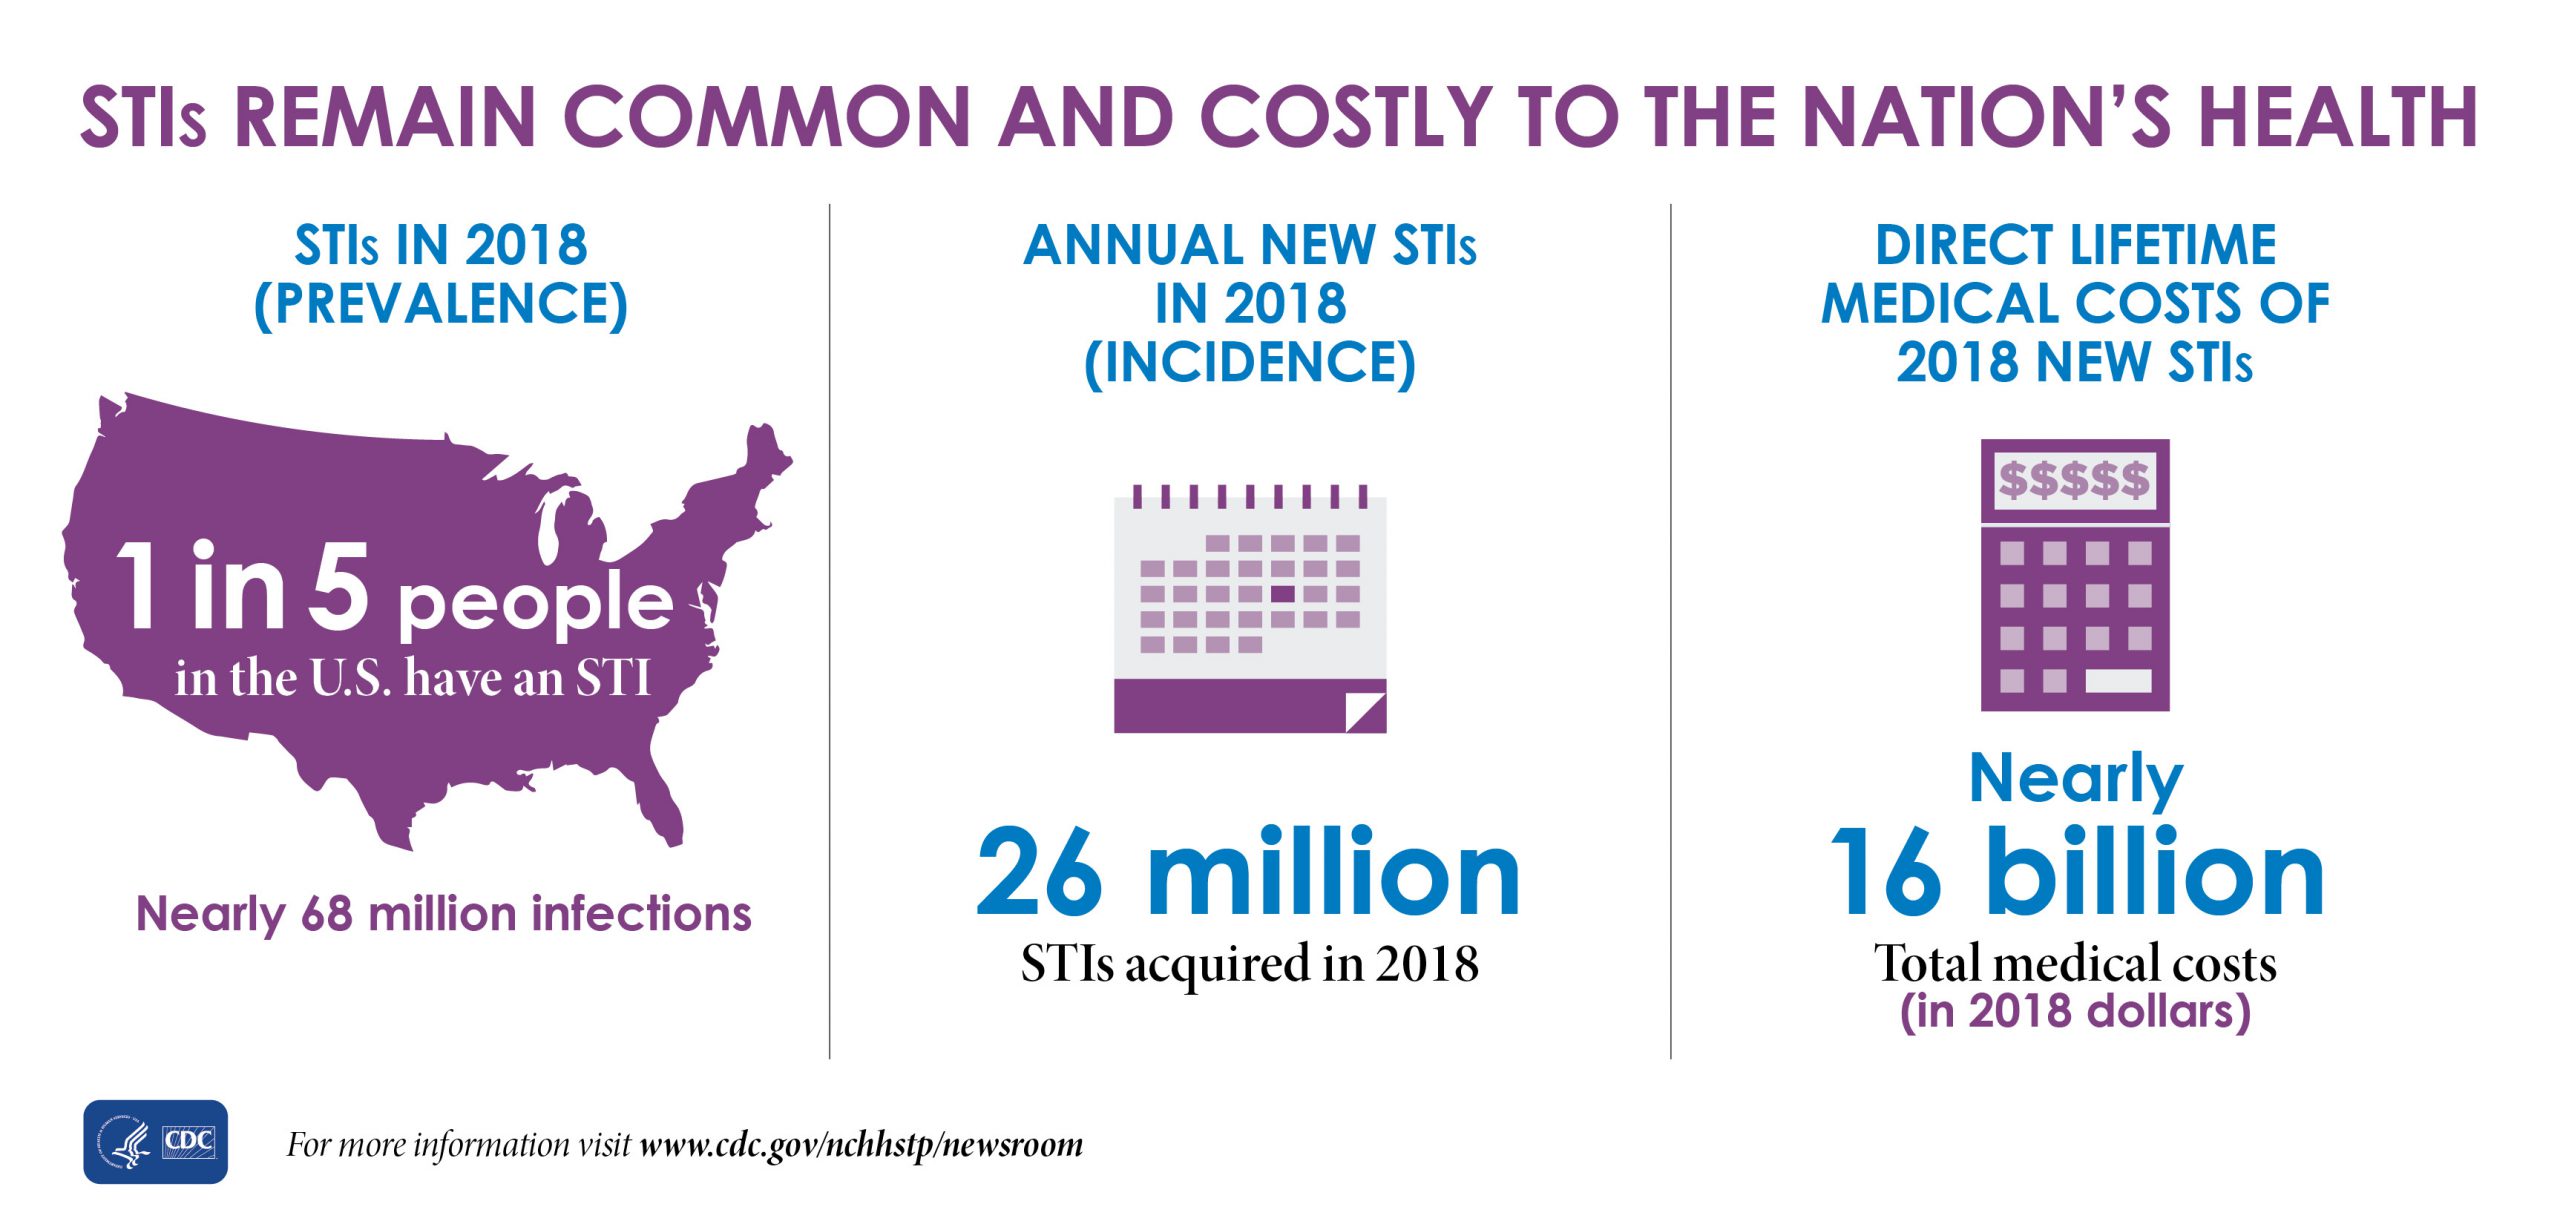 STIs REMAIN COMMON AND COSTLY TO THE NATION’S HEALTH
STIs IN 2018
(PREVALENCE)
1 in 5 people
in the U.S. have an STI
Nearly 68 million infections
ANNUAL NEW STIs
IN 2018
(INCIDENCE)
26 million
STIs acquired in 2018
DIRECT LIFETIME
MEDICAL COSTS OF
2018 NEW STIs
$$$$$
Nearly
16 billion
Total medical costs
(in 2018 dollars)
CDC
For more information visit www.cdc.gov/nchhstp/newsroom